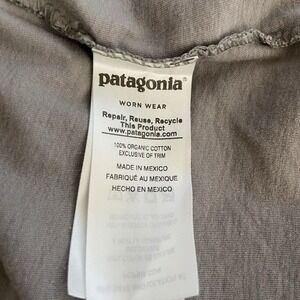 patagonia®
WORN WEAR
Repair, Reuse, Recycle
This Product
www.patagonia.com
100% ORGANIC COTTON
EXCLUSIVE OF TRIM
MADE IN MEXICO
FABRIQUÉ AU MEXIQUE
HECHO EN MEXICO